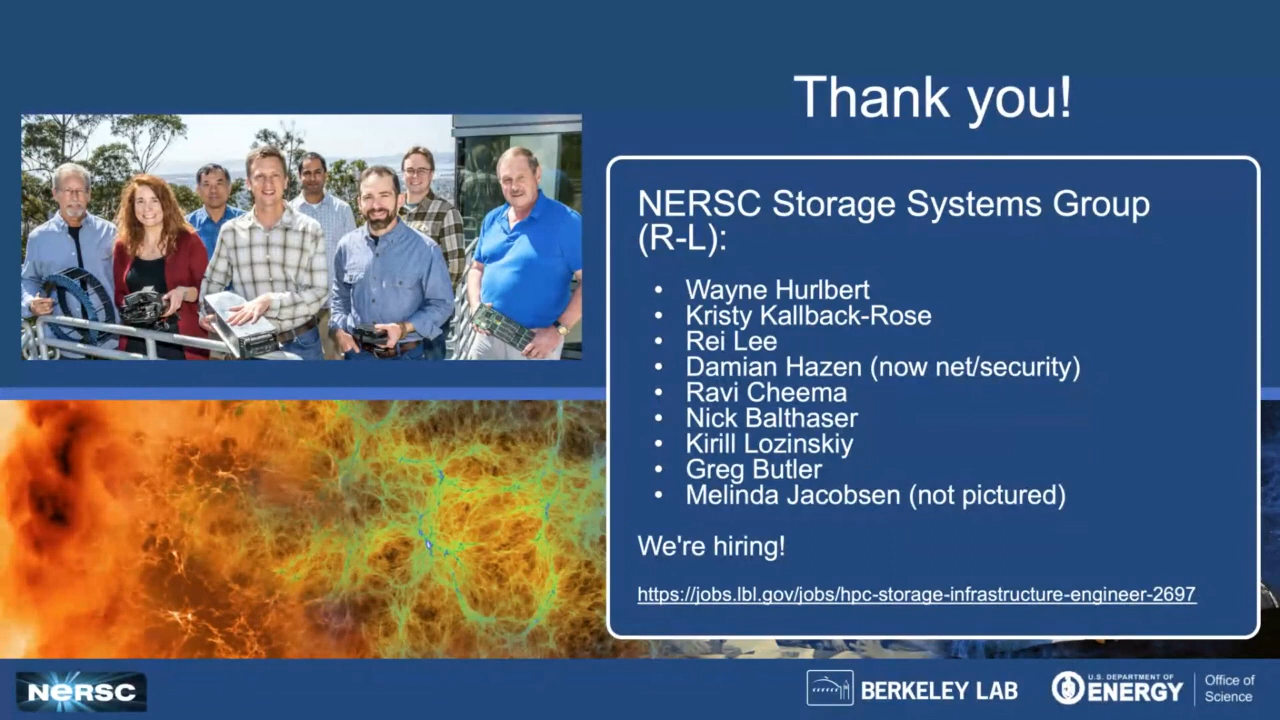 Thank you!
NERSC Storage Systems Group
(R-L):
• Wayne Hurlbert
• Kristy Kallback-Rose
• Rei Lee
• Damian Hazen (now net/security)
• Ravi Cheema
• Nick Balthaser
• Kirill Lozinskiy
• Greg Butler
• Melinda Jacobsen (not pictured)
We're hiring!
https://jobs.lbl.gov/jobs/hpc-storage-infrastructure-engineer-2697
NERSC
BERKELEY LAB
U.S. DEPARTMENT OF
ENERGY
Office of
Science